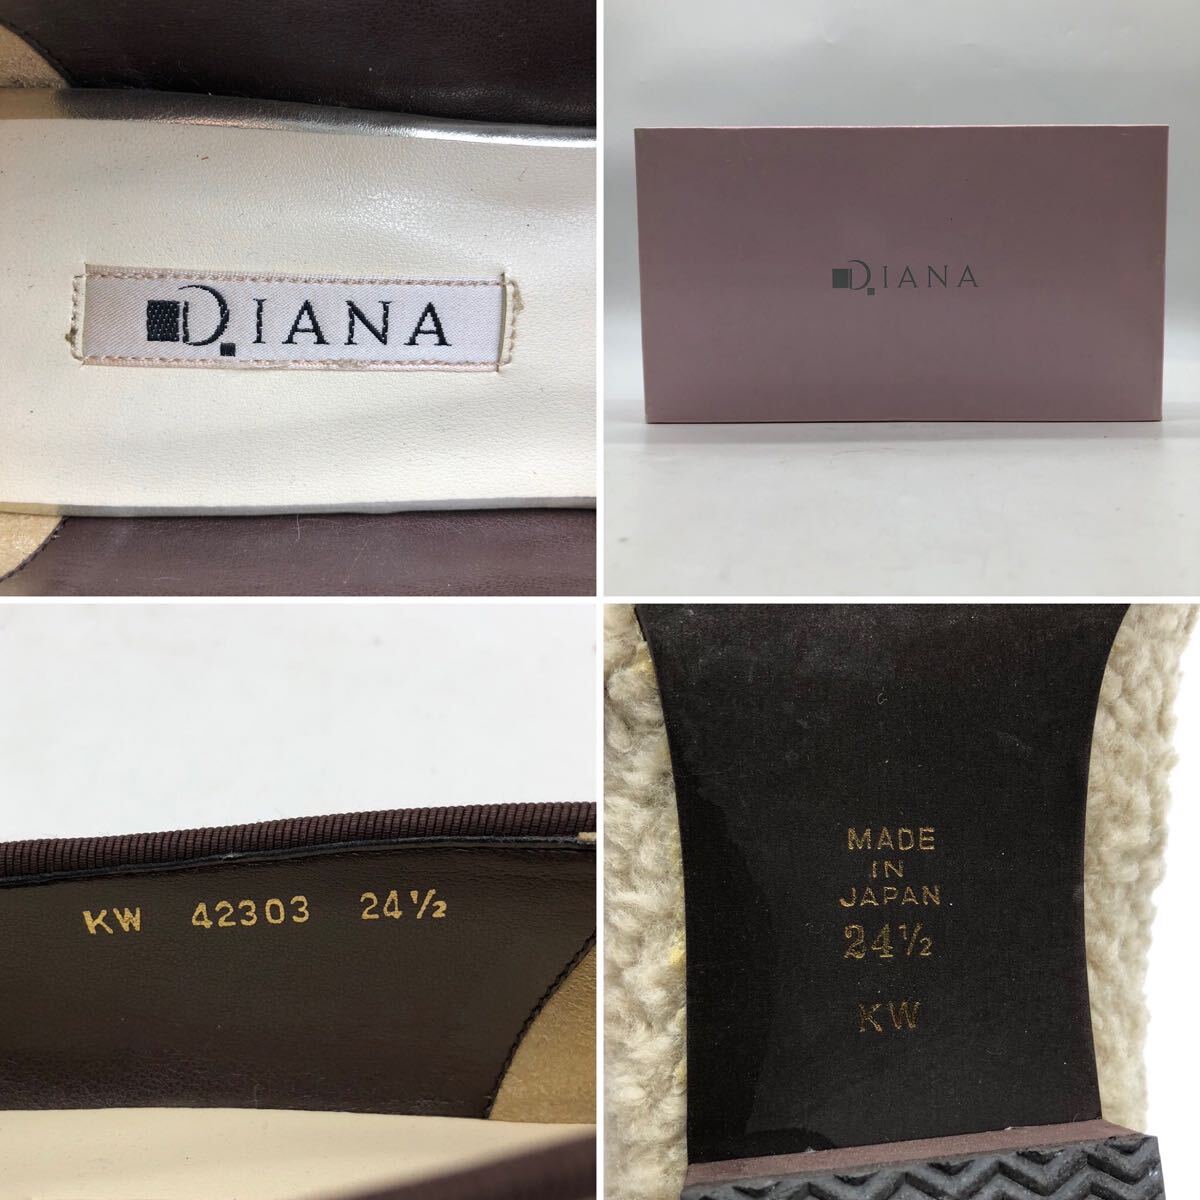 DIANA
DIANA
KW 42303 24½
MADE
IN
JAPAN
24½
KW